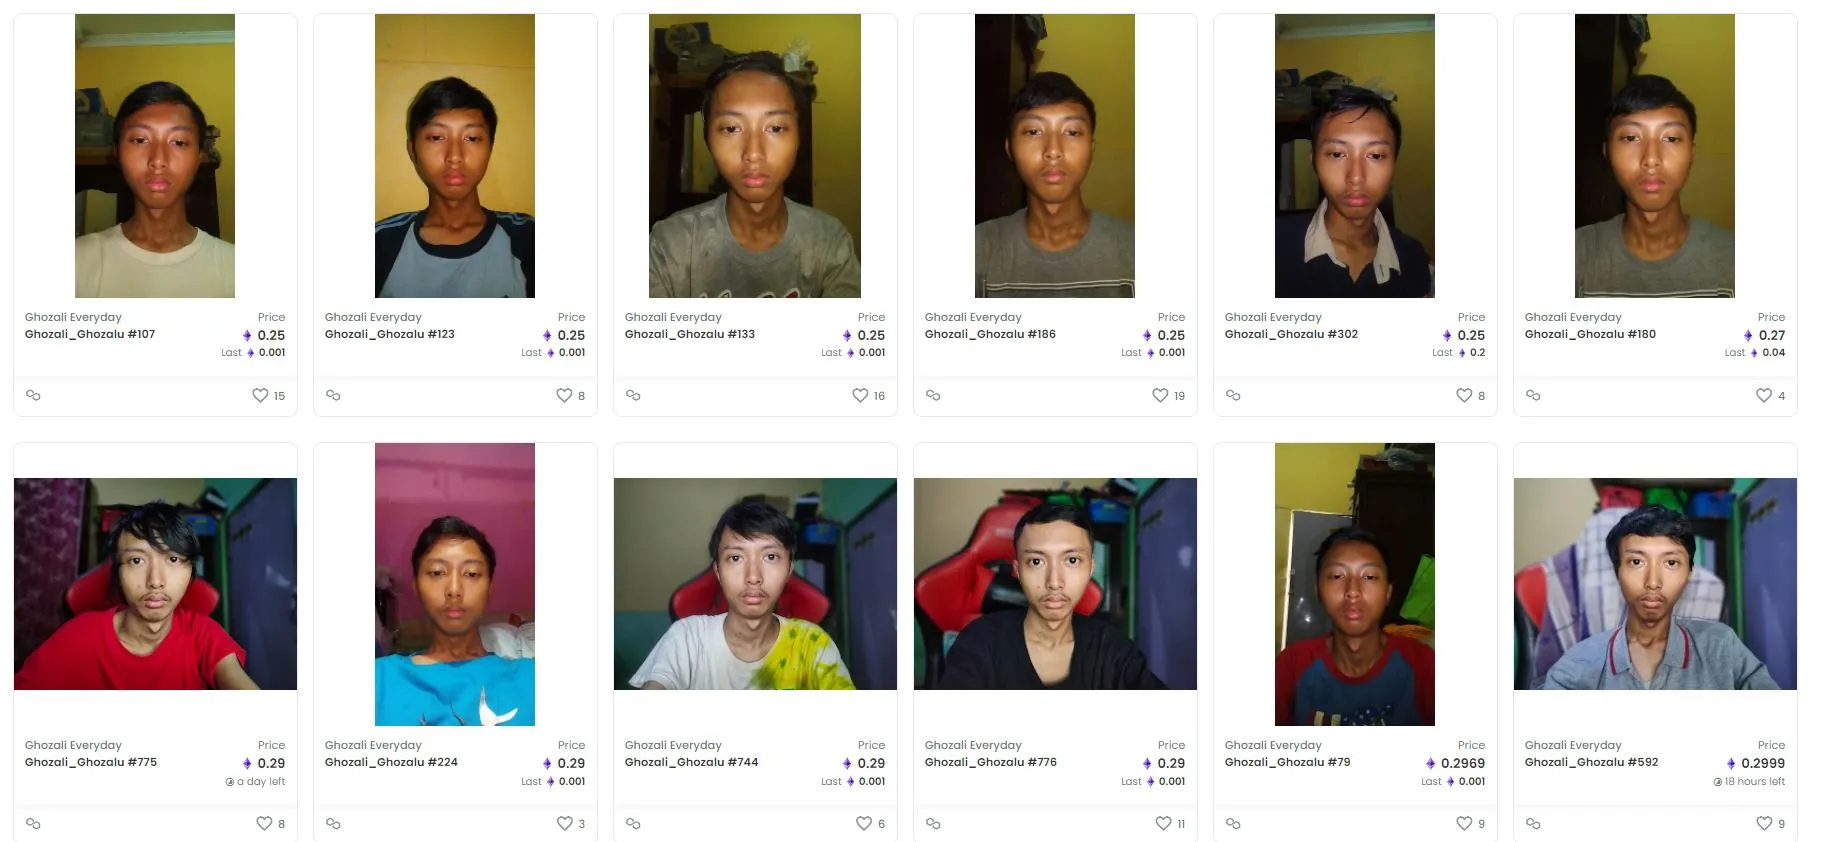 Ghozali Everyday
Price
Ghozali_Ghozalu #107
0.25
Last 0.001
15
Ghozali Everyday
Price
Ghozali_Ghozalu #123
0.25
Last 0.001
8
Ghozali Everyday
Price
Ghozali_Ghozalu #133
0.25
Last 0.001
16
Ghozali Everyday
Price
Ghozali_Ghozalu #186
0.25
Last 0.001
19
Ghozali Everyday
Price
Ghozali_Ghozalu #302
0.25
Last 0.2
8
Ghozali Everyday
Price
Ghozali_Ghozalu #180
0.27
Last 0.04
4
Ghozali Everyday
Price
Ghozali_Ghozalu #775
0.29
a day left
8
Ghozali Everyday
Price
Ghozali_Ghozalu #224
0.29
Last 0.001
3
Ghozali Everyday
Price
Ghozali_Ghozalu #744
0.29
Last 0.001
6
Ghozali Everyday
Price
Ghozali_Ghozalu #776
0.29
Last 0.001
11
Ghozali Everyday
Price
Ghozali_Ghozalu #79
0.2969
Last 0.001
9
Ghozali Everyday
Price
Ghozali_Ghozalu #592
0.2999
18 hours left
9